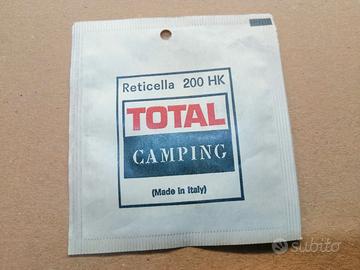 Reticella 200 HK
TOTAL
CAMPING
(Made in Italy)
subito